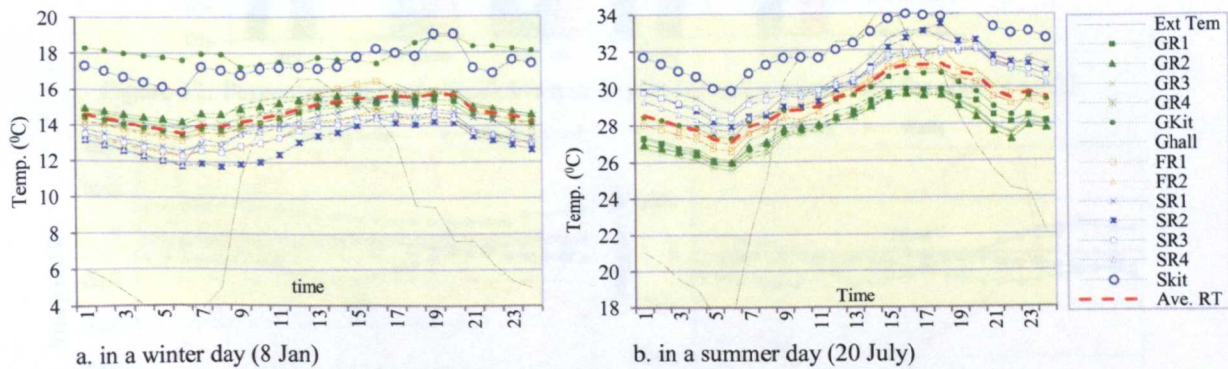 20
18
16
14
12
10
8
6
4
Temp. (⁰C)
time
1
3
5
7
9
11
13
15
17
19
21
23
a. in a winter day (8 Jan)
34
32
30
28
26
24
22
20
18
Temp. (⁰C)
Time
1
3
5
7
9
11
13
15
17
19
21
23
b. in a summer day (20 July)
Ext Tem
GR1
GR2
GR3
GR4
GKit
Ghall
FR1
FR2
SR1
SR2
SR3
SR4
Skit
Ave. RT